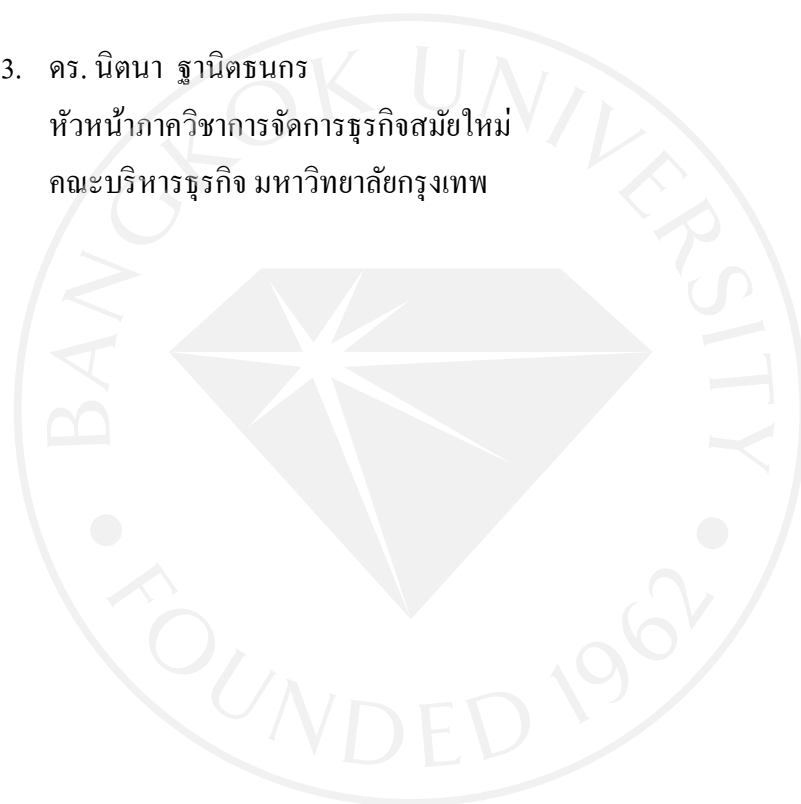 3. ดร. นิตนา ฐานิตธนกร
หัวหน้าภาควิชาการจัดการธุรกิจสมัยใหม่
คณะบริหารธุรกิจ มหาวิทยาลัยกรุงเทพ
BANGKOK UNIVERSITY
FOUNDED 1962